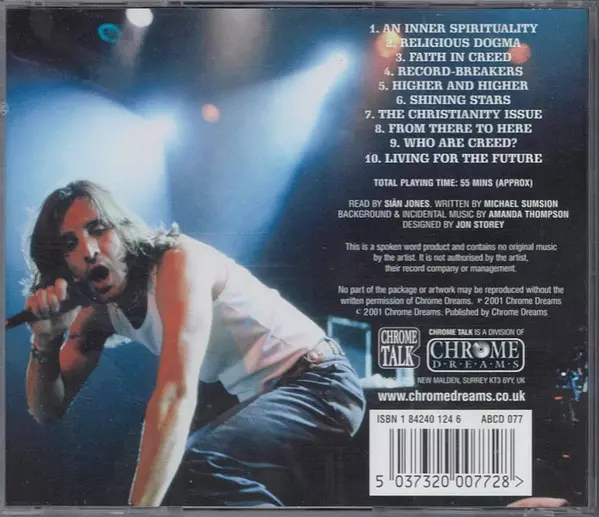 1. AN INNER SPIRITUALITY
2. RELIGIOUS DOGMA
3. FAITH IN CREED
4. RECORD-BREAKERS
5. HIGHER AND HIGHER
6. SHINING STARS
7. THE CHRISTIANITY ISSUE
8. FROM THERE TO HERE
9. WHO ARE CREED?
10. LIVING FOR THE FUTURE
TOTAL PLAYING TIME: 55 MINS (APPROX)
READ BY SIÂN JONES. WRITTEN BY MICHAEL SUMSION
BACKGROUND & INCIDENTAL MUSIC BY AMANDA THOMPSON
DESIGNED BY JON STOREY
This is a spoken word product and contains no original music
by the artist. It is not authorised by the artist,
their record company or management.
No part of the package or artwork may be reproduced without the
written permission of Chrome Dreams. ℗ 2001 Chrome Dreams
© 2001 Chrome Dreams. Published by Chrome Dreams
CHROME
TALK
CHROME TALK IS A DIVISION OF
CHROME
D·R·E·A·M·S
NEW MALDEN, SURREY KT3 6YY, UK
www.chromedreams.co.uk
ISBN 1 84240 124 6 ABCD 077
5 037320 007728 >